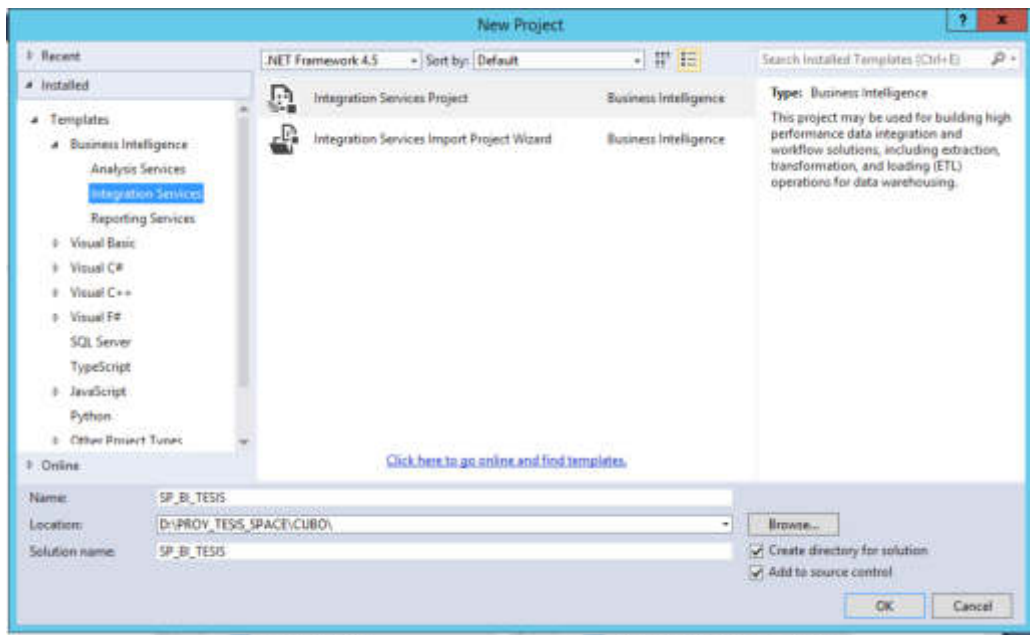 New Project
Recent
Installed
Templates
Business Intelligence
Analysis Services
Integration Services
Reporting Services
Visual Basic
Visual C#
Visual C++
Visual F#
SQL Server
TypeScript
JavaScript
Python
Other Project Types
Online
.NET Framework 4.5 Sort by: Default
Integration Services Project Business Intelligence
Integration Services Import Project Wizard Business Intelligence
Click here to go online and find templates.
Search Installed Templates (Ctrl+E)
Type: Business Intelligence
This project may be used for building high
performance data integration and
workflow solutions, including extraction,
transformation, and loading (ETL)
operations for data warehousing.
Name: SP_BI_TESIS
Location: D:\PROY_TESIS_SPACE\CUBO\ Browse...
Solution name: SP_BI_TESIS
Create directory for solution
Add to source control
OK Cancel